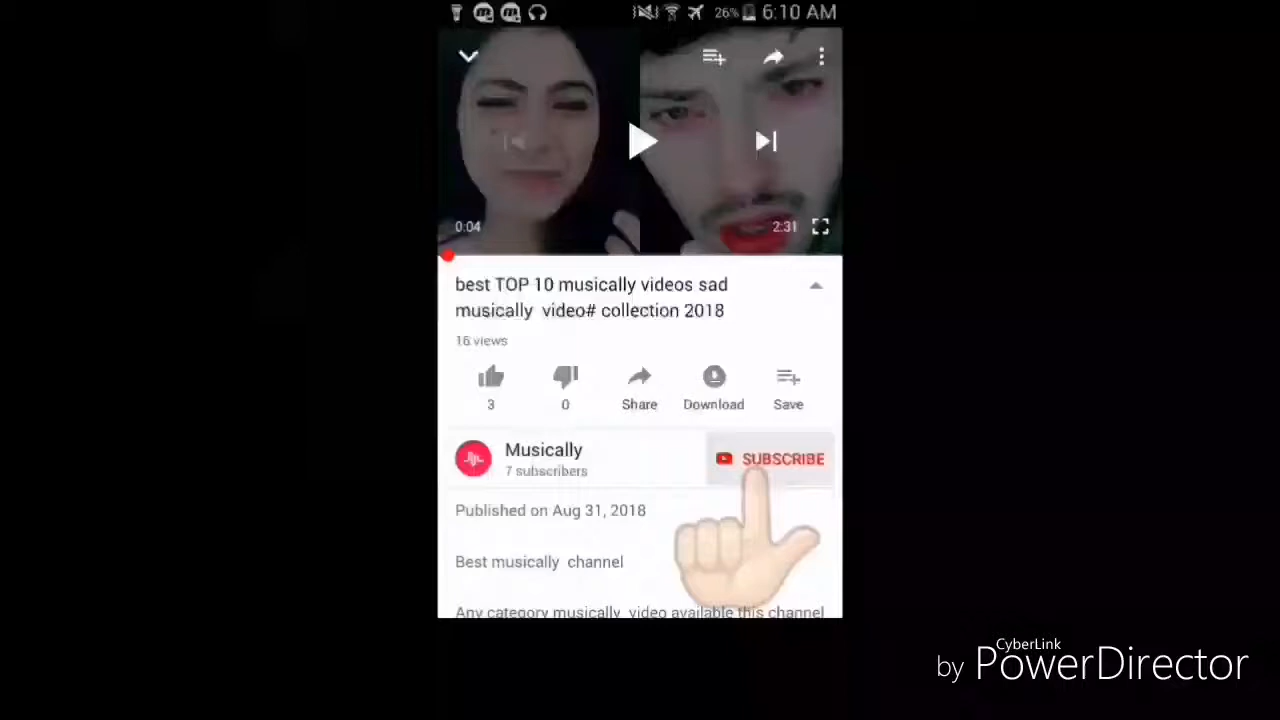 26% 6:10 AM
0:04
2:31
best TOP 10 musically videos sad
musically video# collection 2018
16 views
3
0
Share
Download
Save
Musically
7 subscribers
SUBSCRIBE
Published on Aug 31, 2018
Best musically channel
Any category musically video available this channel
CyberLink
by PowerDirector